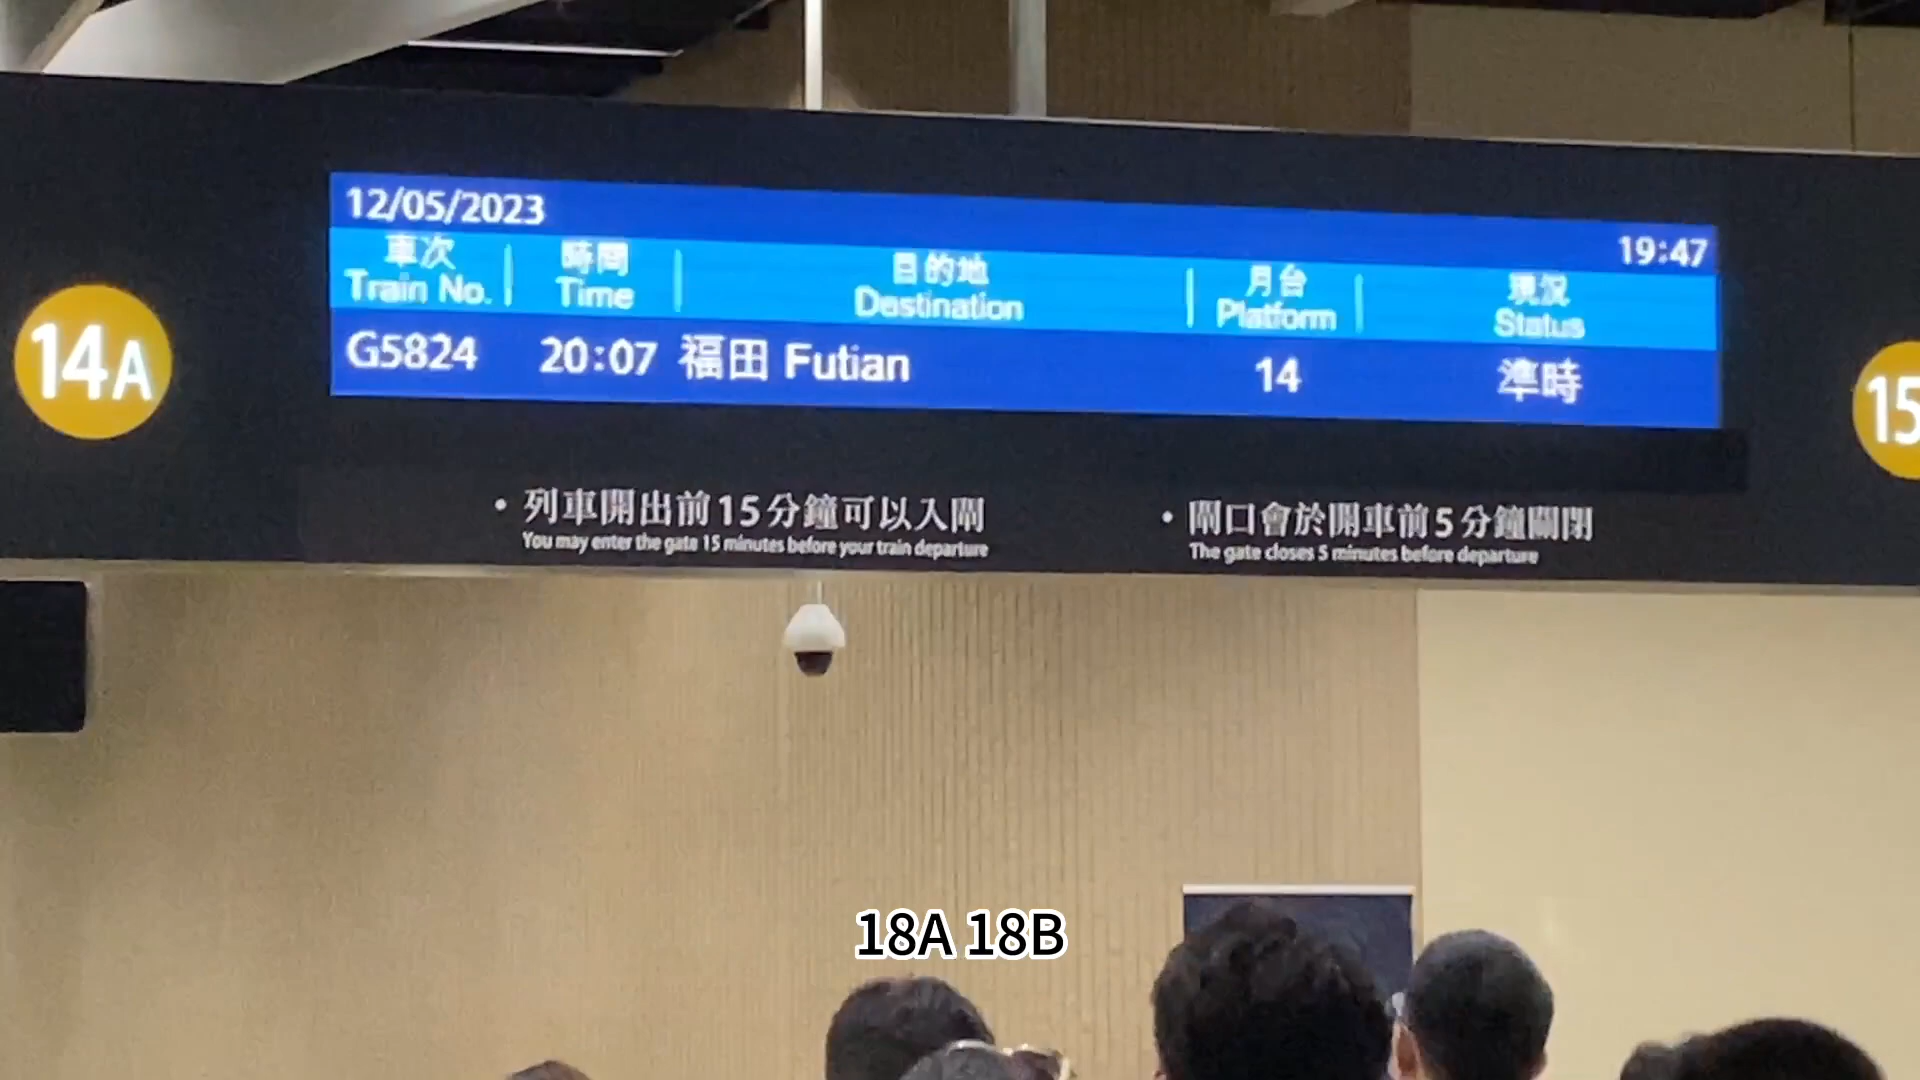 12/05/2023
19:47
車次 時間 目的地 月台 現況
Train No. Time Destination Platform Status
G5824 20:07 福田 Futian 14 準時
14A
15
• 列車開出前15分鐘可以入閘
You may enter the gate 15 minutes before your train departure
• 閘口會於開車前5分鐘關閉
The gate closes 5 minutes before departure
18A 18B